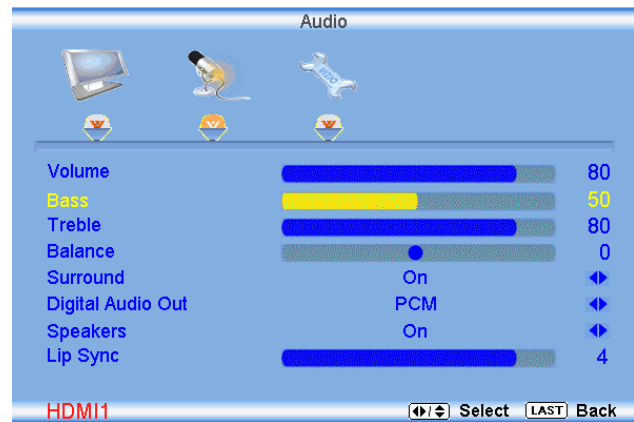 Audio
Volume 80
Bass 50
Treble 80
Balance 0
Surround On
Digital Audio Out PCM
Speakers On
Lip Sync 4
HDMI1 Select LAST Back